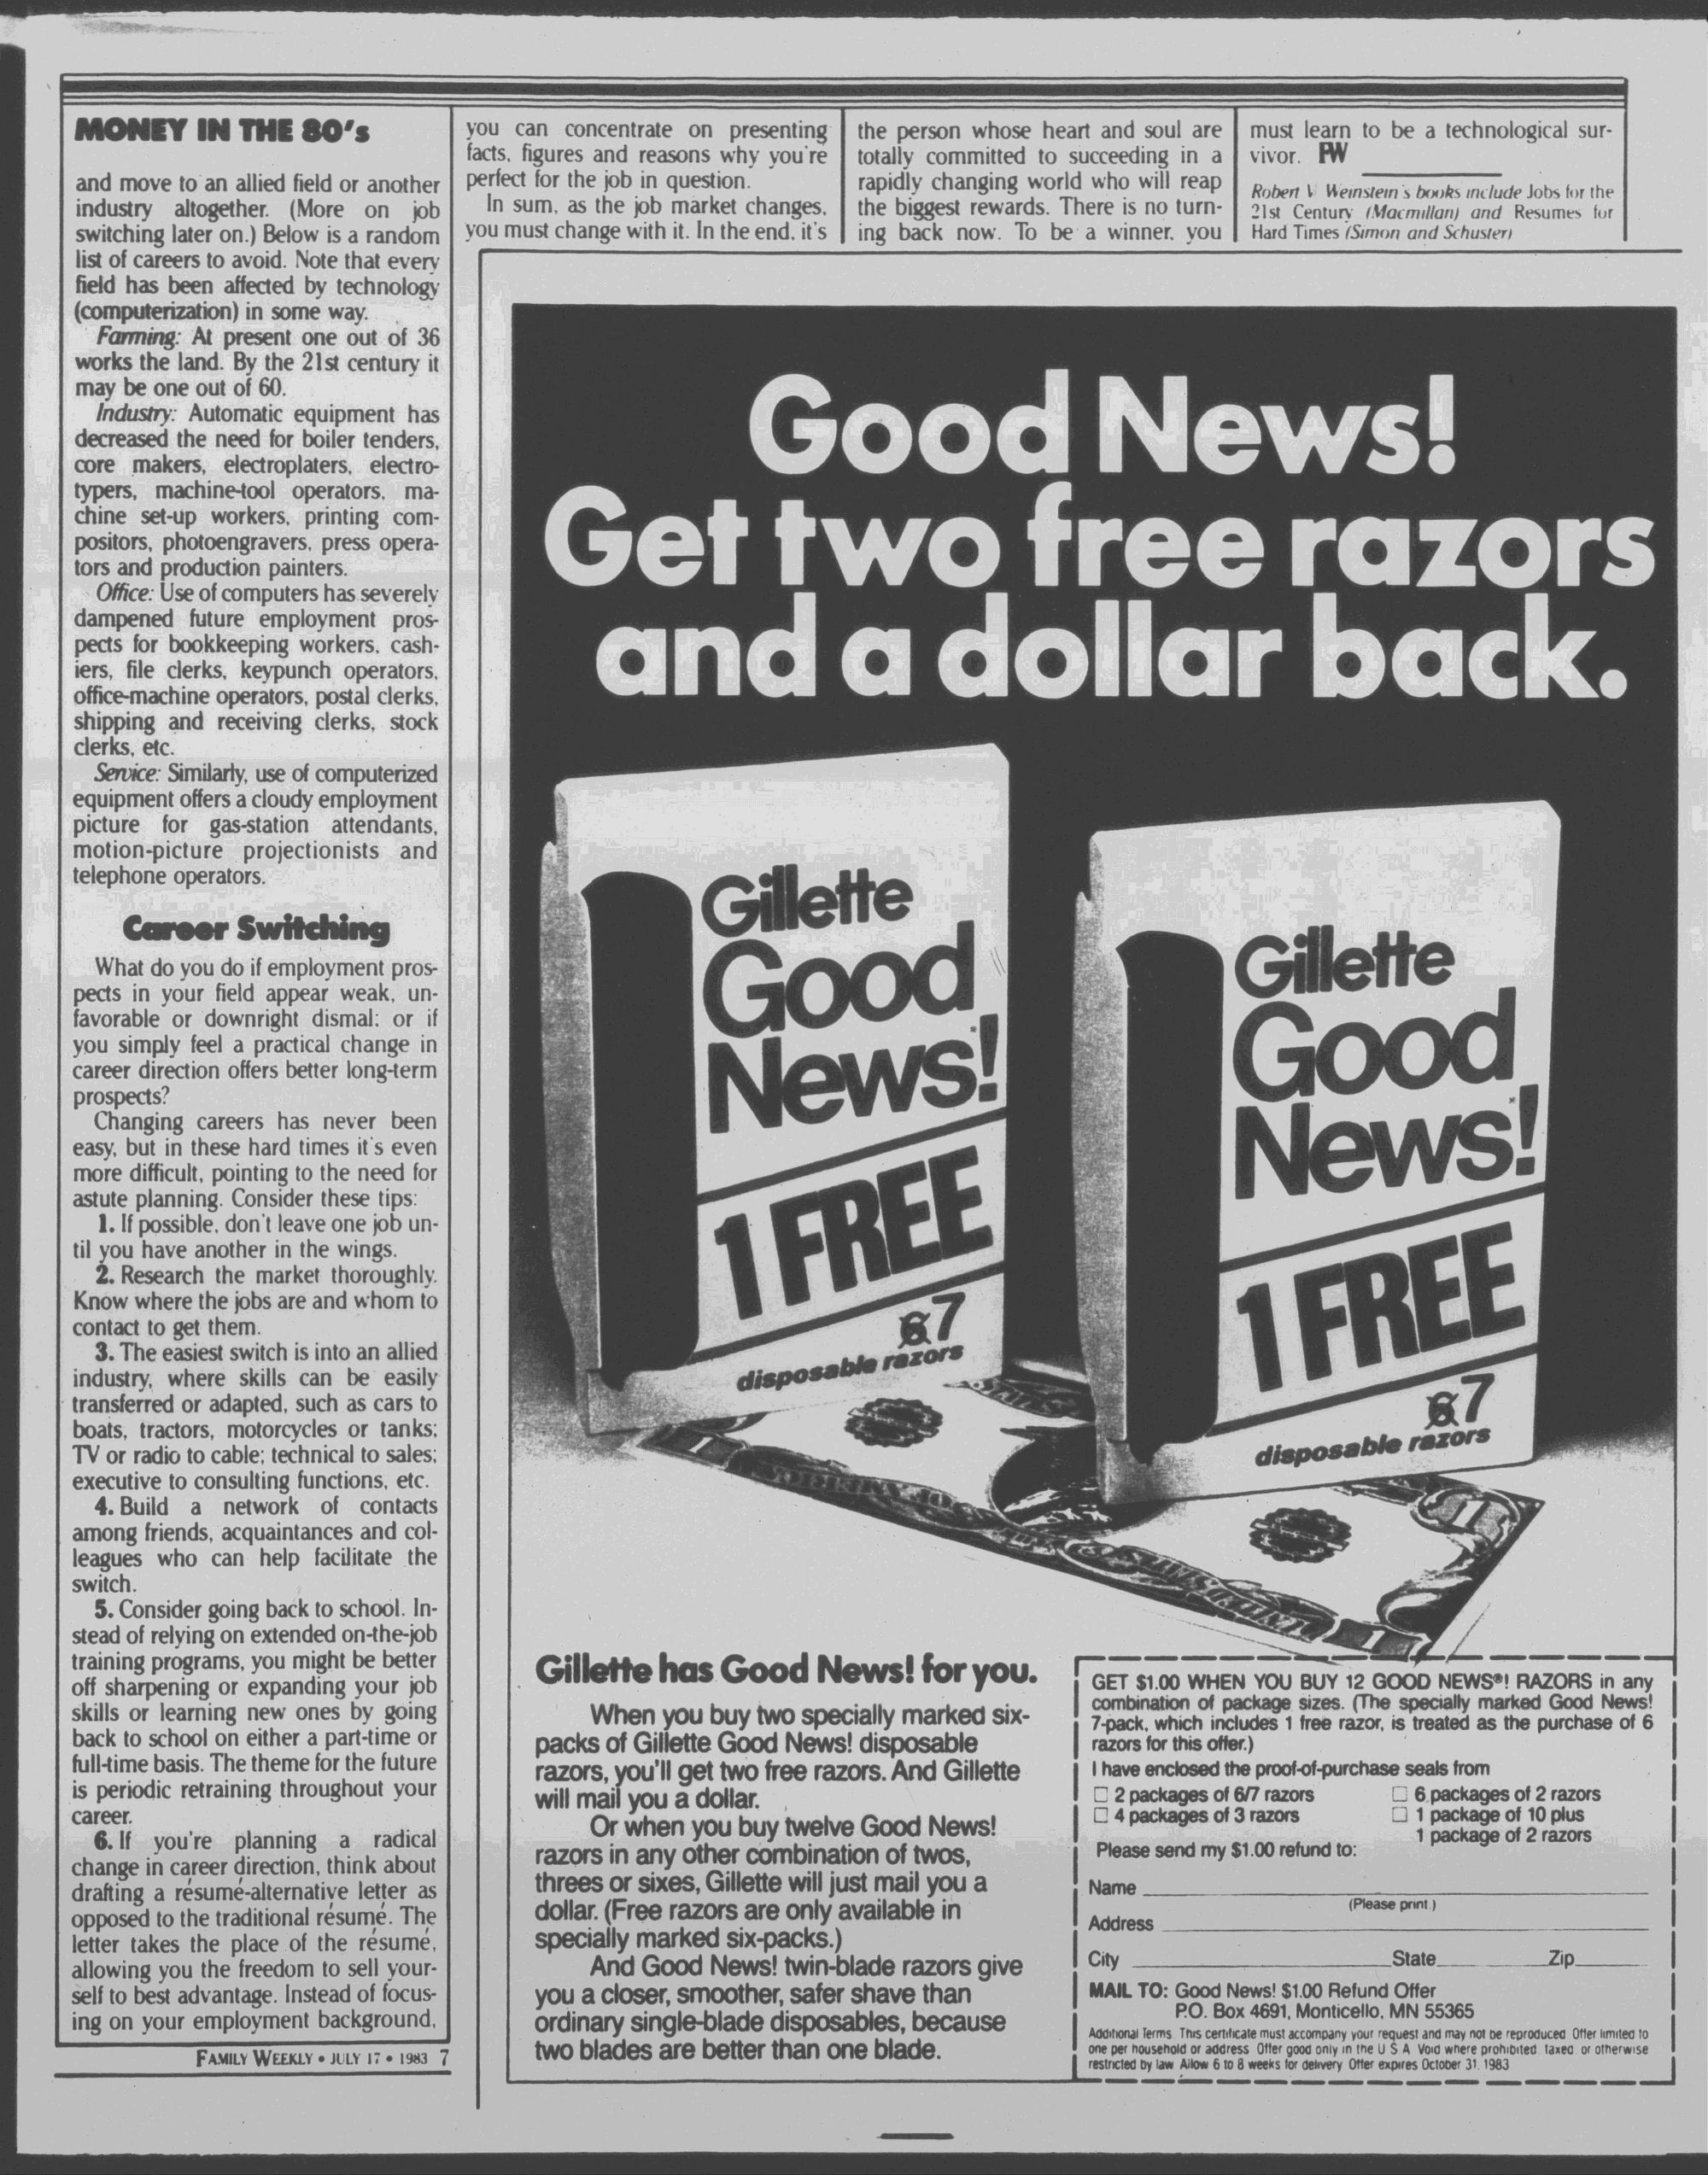 MONEY IN THE 80's
and move to an allied field or another
industry altogether. (More on job
switching later on.) Below is a random
list of careers to avoid. Note that every
field has been affected by technology
(computerization) in some way.
Farming: At present one out of 36
works the land. By the 21st century it
may be one out of 60.
Industry: Automatic equipment has
decreased the need for boiler tenders,
core makers, electroplaters, electro-
typers, machine-tool operators, ma-
chine set-up workers, printing com-
positors, photoengravers, press opera-
tors and production painters.
Office: Use of computers has severely
dampened future employment pros-
pects for bookkeeping workers, cash-
iers, file clerks, keypunch operators,
office-machine operators, postal clerks,
shipping and receiving clerks, stock
clerks, etc.
Service: Similarly, use of computerized
equipment offers a cloudy employment
picture for gas-station attendants,
motion-picture projectionists and
telephone operators.
Career Switching
What do you do if employment pros-
pects in your field appear weak, un-
favorable or downright dismal; or if
you simply feel a practical change in
career direction offers better long-term
prospects?
Changing careers has never been
easy, but in these hard times it's even
more difficult, pointing to the need for
astute planning. Consider these tips:
1. If possible, don't leave one job un-
til you have another in the wings.
2. Research the market thoroughly.
Know where the jobs are and whom to
contact to get them.
3. The easiest switch is into an allied
industry, where skills can be easily
transferred or adapted, such as cars to
boats, tractors, motorcycles or tanks;
TV or radio to cable; technical to sales;
executive to consulting functions, etc.
4. Build a network of contacts
among friends, acquaintances and col-
leagues who can help facilitate the
switch.
5. Consider going back to school. In-
stead of relying on extended on-the-job
training programs, you might be better
off sharpening or expanding your job
skills or learning new ones by going
back to school on either a part-time or
full-time basis. The theme for the future
is periodic retraining throughout your
career.
6. If you're planning a radical
change in career direction, think about
drafting a résumé-alternative letter as
opposed to the traditional résumé. The
letter takes the place of the résumé,
allowing you the freedom to sell your-
self to best advantage. Instead of focus-
ing on your employment background,
you can concentrate on presenting
facts, figures and reasons why you're
perfect for the job in question.
In sum, as the job market changes,
you must change with it. In the end, it's
the person whose heart and soul are
totally committed to succeeding in a
rapidly changing world who will reap
the biggest rewards. There is no turn-
ing back now. To be a winner, you
must learn to be a technological sur-
vivor. FW
Robert V. Weinstein's books include Jobs for the
21st Century (Macmillan) and Resumes for
Hard Times (Simon and Schuster)
Good News!
Get two free razors
and a dollar back.
Gillette
Good
News!
1 FREE
6 7
disposable razors
Gillette
Good
News!
1 FREE
6 7
disposable razors
Gillette has Good News! for you.
When you buy two specially marked six-
packs of Gillette Good News! disposable
razors, you'll get two free razors. And Gillette
will mail you a dollar.
Or when you buy twelve Good News!
razors in any other combination of twos,
threes or sixes, Gillette will just mail you a
dollar. (Free razors are only available in
specially marked six-packs.)
And Good News! twin-blade razors give
you a closer, smoother, safer shave than
ordinary single-blade disposables, because
two blades are better than one blade.
GET $1.00 WHEN YOU BUY 12 GOOD NEWS®! RAZORS in any
combination of package sizes. (The specially marked Good News!
7-pack, which includes 1 free razor, is treated as the purchase of 6
razors for this offer.)
I have enclosed the proof-of-purchase seals from
☐ 2 packages of 6/7 razors ☐ 6 packages of 2 razors
☐ 4 packages of 3 razors ☐ 1 package of 10 plus
1 package of 2 razors
Please send my $1.00 refund to:
Name
(Please print.)
Address
City State Zip
MAIL TO: Good News! $1.00 Refund Offer
P.O. Box 4691, Monticello, MN 55365
Additional Terms. This certificate must accompany your request and may not be reproduced. Offer limited to
one per household or address. Offer good only in the U.S.A. Void where prohibited, taxed, or otherwise
restricted by law. Allow 6 to 8 weeks for delivery. Offer expires October 31, 1983
FAMILY WEEKLY • JULY 17 • 1983 7